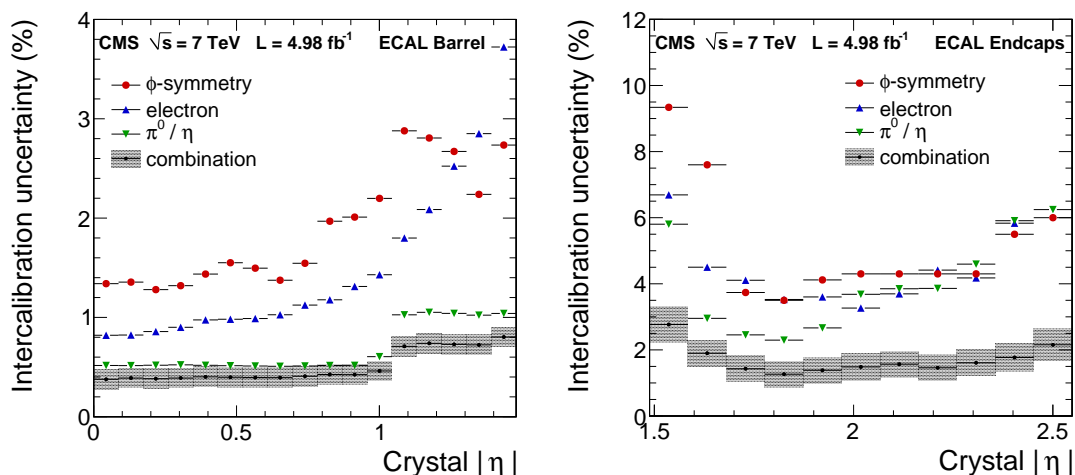 CMS √s = 7 TeV L = 4.98 fb⁻¹ ECAL Barrel
ϕ-symmetry
electron
π⁰ / η
combination
Intercalibration uncertainty (%)
4
3
2
1
0
0 0.5 1
Crystal | η |
CMS √s = 7 TeV L = 4.98 fb⁻¹ ECAL Endcaps
ϕ-symmetry
electron
π⁰ / η
combination
Intercalibration uncertainty (%)
12
10
8
6
4
2
0
1.5 2 2.5
Crystal | η |